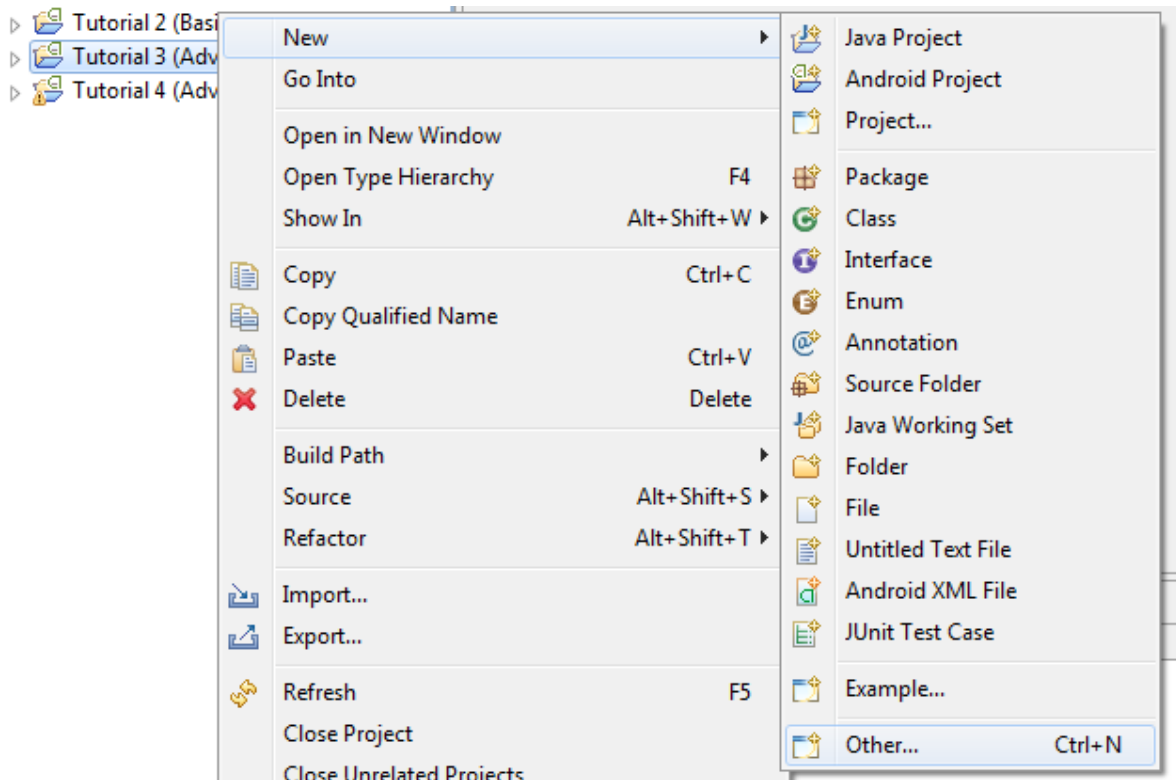 Tutorial 2 (Basi
Tutorial 3 (Adv
Tutorial 4 (Adv
New
Go Into
Open in New Window
Open Type Hierarchy F4
Show In Alt+Shift+W
Copy Ctrl+C
Copy Qualified Name
Paste Ctrl+V
Delete Delete
Build Path
Source Alt+Shift+S
Refactor Alt+Shift+T
Import...
Export...
Refresh F5
Close Project
Close Unrelated Projects
Java Project
Android Project
Project...
Package
Class
Interface
Enum
Annotation
Source Folder
Java Working Set
Folder
File
Untitled Text File
Android XML File
JUnit Test Case
Example...
Other... Ctrl+N